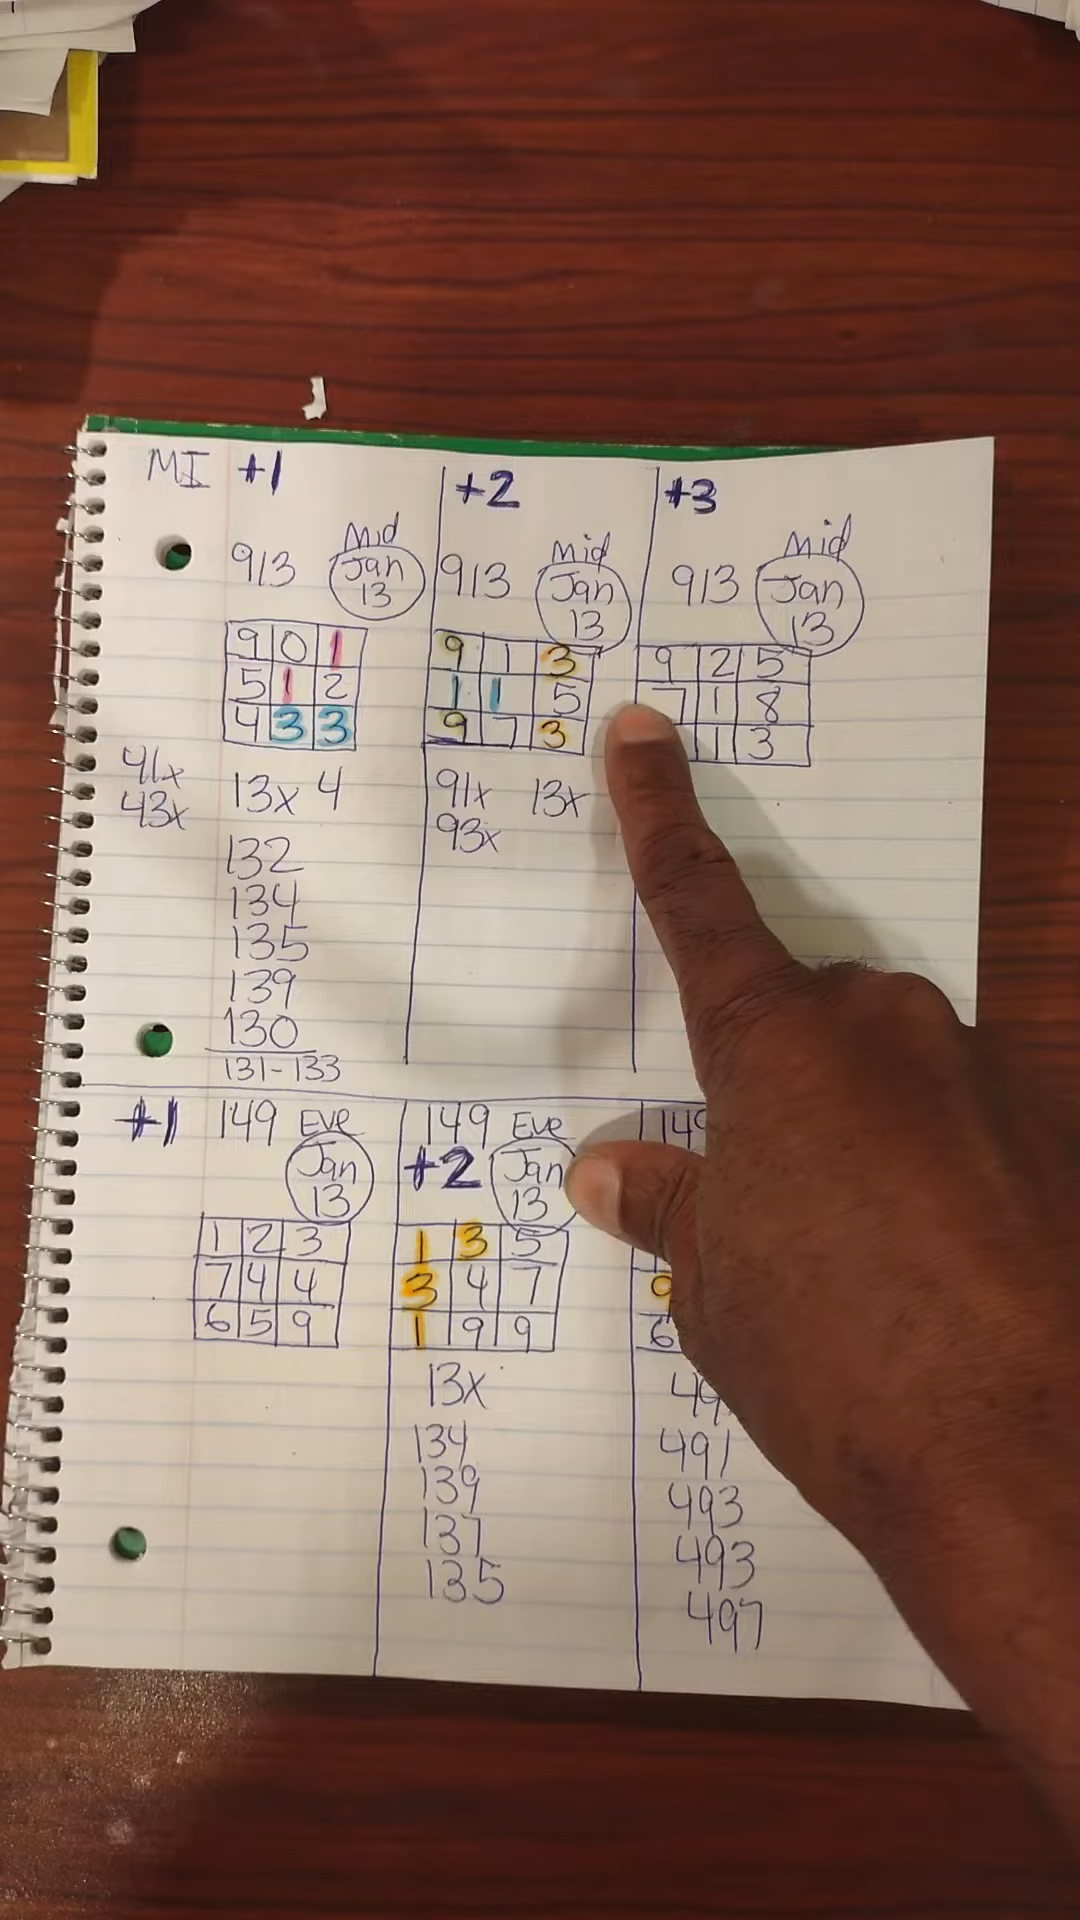 MI +1
Mid
913 Jan
13
9 0 1
5 1 2
4 3 3
41x
43x
13x 4
132
134
135
139
130
131-133
+2
Mid
913 Jan
13
9 1 3
1 1 5
9 7 3
91x 13x
93x
+3
Mid
913 Jan
13
9 2 5
7 1 8
1 3
+1 149 Eve
Jan
13
1 2 3
7 4 4
6 5 9
149 Eve
+2 Jan
13
1 3 5
3 4 7
1 9 9
13x
134
139
137
135
149
9
6
49
491
493
493
497